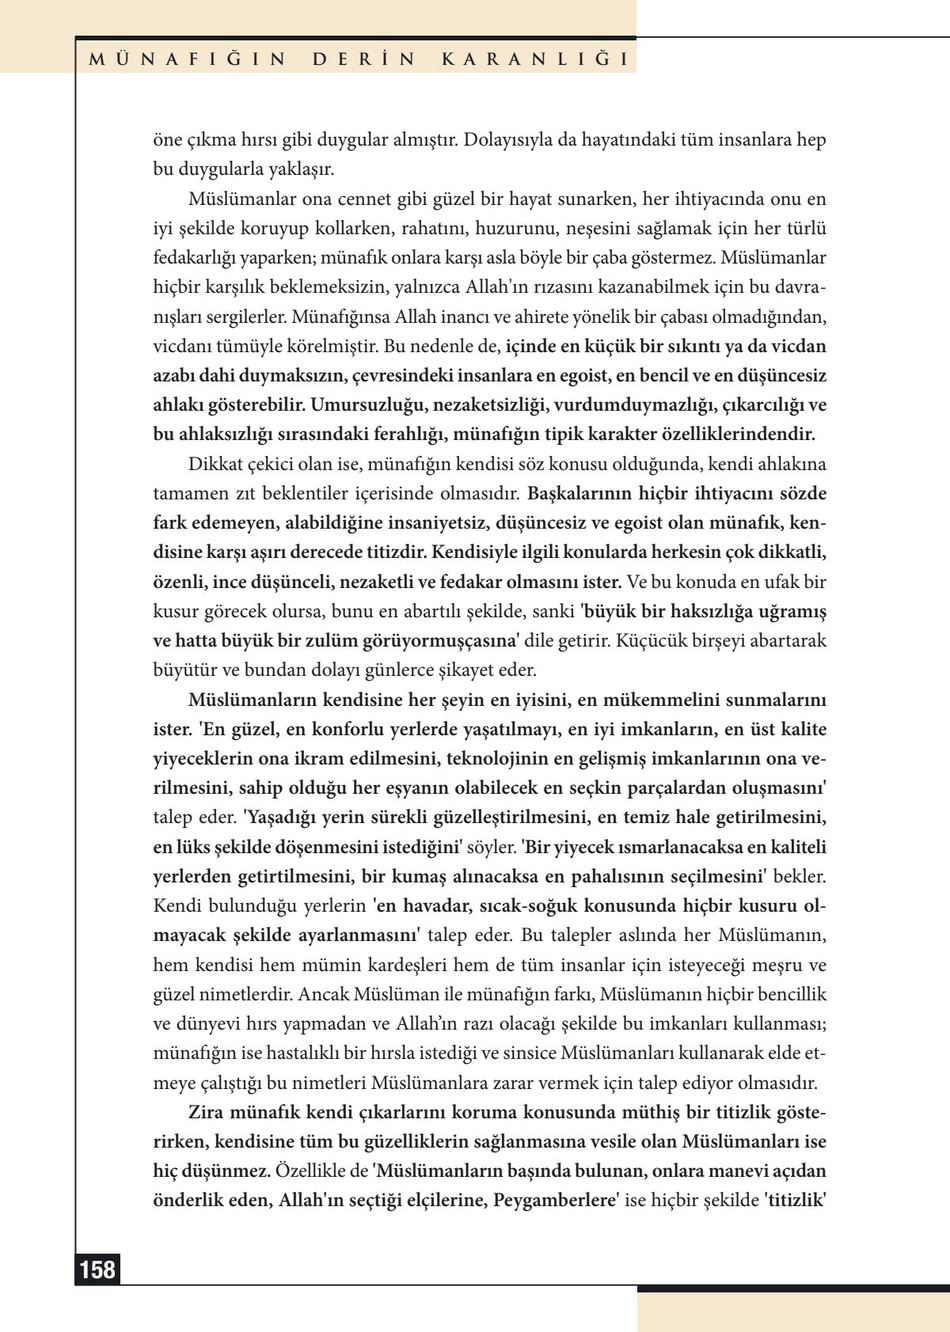 MÜNAFIĞIN DERİN KARANLIĞI
öne çıkma hırsı gibi duygular almıştır. Dolayısıyla da hayatındaki tüm insanlara hep
bu duygularla yaklaşır.
Müslümanlar ona cennet gibi güzel bir hayat sunarken, her ihtiyacında onu en
iyi şekilde koruyup kollarken, rahatını, huzurunu, neşesini sağlamak için her türlü
fedakarlığı yaparken; münafık onlara karşı asla böyle bir çaba göstermez. Müslümanlar
hiçbir karşılık beklemeksizin, yalnızca Allah'ın rızasını kazanabilmek için bu davra-
nışları sergilerler. Münafığınsa Allah inancı ve ahirete yönelik bir çabası olmadığından,
vicdanı tümüyle körelmiştir. Bu nedenle de, içinde en küçük bir sıkıntı ya da vicdan
azabı dahi duymaksızın, çevresindeki insanlara en egoist, en bencil ve en düşüncesiz
ahlakı gösterebilir. Umursuzluğu, nezaketsizliği, vurdumduymazlığı, çıkarcılığı ve
bu ahlaksızlığı sırasındaki ferahlığı, münafığın tipik karakter özelliklerindendir.
Dikkat çekici olan ise, münafığın kendisi söz konusu olduğunda, kendi ahlakına
tamamen zıt beklentiler içerisinde olmasıdır. Başkalarının hiçbir ihtiyacını sözde
fark edemeyen, alabildiğine insaniyetsiz, düşüncesiz ve egoist olan münafık, ken-
disine karşı aşırı derecede titizdir. Kendisiyle ilgili konularda herkesin çok dikkatli,
özenli, ince düşünceli, nezaketli ve fedakar olmasını ister. Ve bu konuda en ufak bir
kusur görecek olursa, bunu en abartılı şekilde, sanki 'büyük bir haksızlığa uğramış
ve hatta büyük bir zulüm görüyormuşçasına' dile getirir. Küçücük birşeyi abartarak
büyütür ve bundan dolayı günlerce şikayet eder.
Müslümanların kendisine her şeyin en iyisini, en mükemmelini sunmalarını
ister. 'En güzel, en konforlu yerlerde yaşatılmayı, en iyi imkanların, en üst kalite
yiyeceklerin ona ikram edilmesini, teknolojinin en gelişmiş imkanlarının ona ve-
rilmesini, sahip olduğu her eşyanın olabilecek en seçkin parçalardan oluşmasını'
talep eder. 'Yaşadığı yerin sürekli güzelleştirilmesini, en temiz hale getirilmesini,
en lüks şekilde döşenmesini istediğini' söyler. 'Bir yiyecek ısmarlanacaksa en kaliteli
yerlerden getirtilmesini, bir kumaş alınacaksa en pahalısının seçilmesini' bekler.
Kendi bulunduğu yerlerin 'en havadar, sıcak-soğuk konusunda hiçbir kusuru ol-
mayacak şekilde ayarlanmasını' talep eder. Bu talepler aslında her Müslümanın,
hem kendisi hem mümin kardeşleri hem de tüm insanlar için isteyeceği meşru ve
güzel nimetlerdir. Ancak Müslüman ile münafığın farkı, Müslümanın hiçbir bencillik
ve dünyevi hırs yapmadan ve Allah’ın razı olacağı şekilde bu imkanları kullanması;
münafığın ise hastalıklı bir hırsla istediği ve sinsice Müslümanları kullanarak elde et-
meye çalıştığı bu nimetleri Müslümanlara zarar vermek için talep ediyor olmasıdır.
Zira münafık kendi çıkarlarını koruma konusunda müthiş bir titizlik göste-
rirken, kendisine tüm bu güzelliklerin sağlanmasına vesile olan Müslümanları ise
hiç düşünmez. Özellikle de 'Müslümanların başında bulunan, onlara manevi açıdan
önderlik eden, Allah'ın seçtiği elçilerine, Peygamberlere' ise hiçbir şekilde 'titizlik'
158